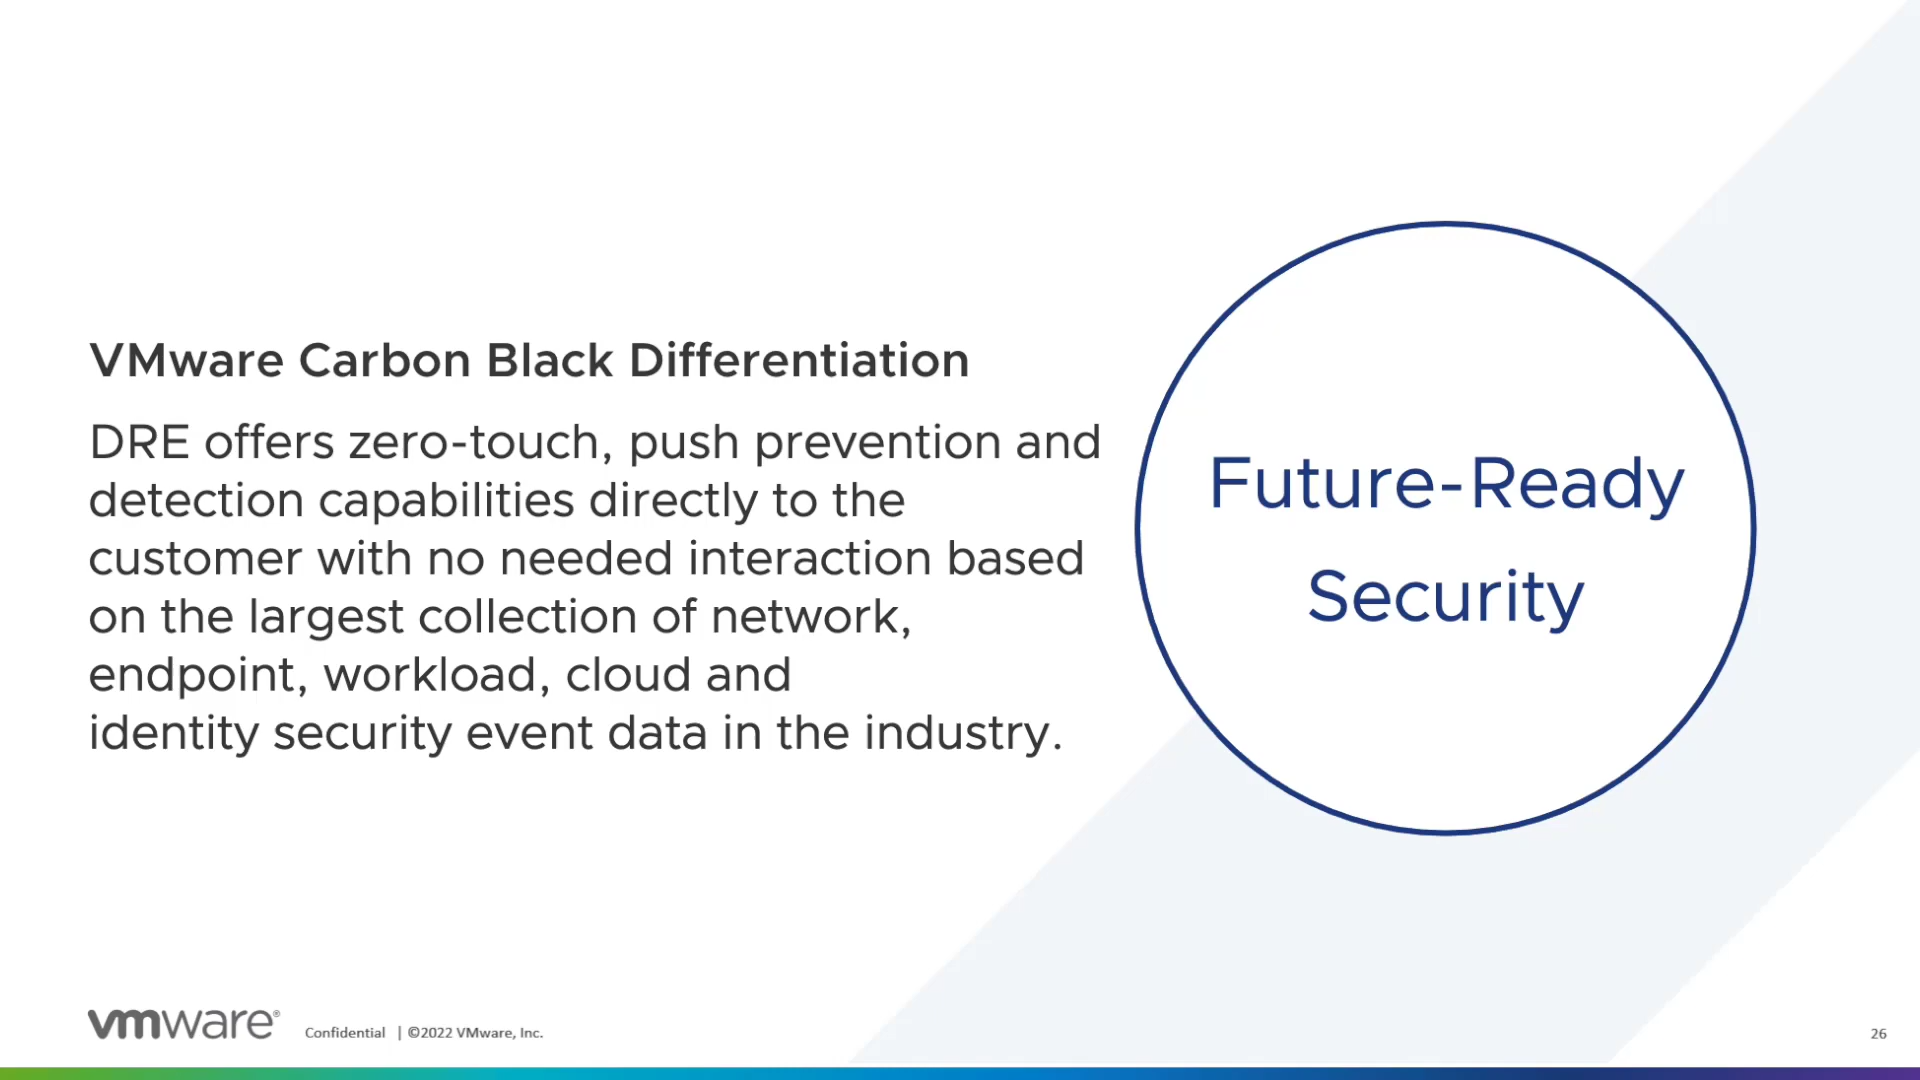 VMware Carbon Black Differentiation
DRE offers zero-touch, push prevention and
detection capabilities directly to the
customer with no needed interaction based
on the largest collection of network,
endpoint, workload, cloud and
identity security event data in the industry.
Future-Ready
Security
vmware®
Confidential | ©2022 VMware, Inc.
26